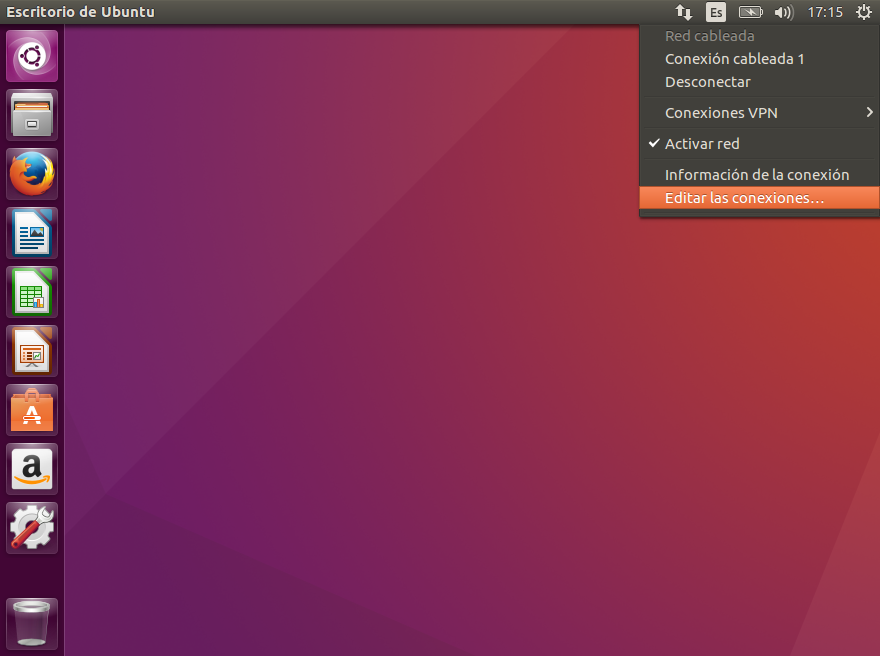 Escritorio de Ubuntu
Es
17:15
Red cableada
Conexión cableada 1
Desconectar
Conexiones VPN
Activar red
Información de la conexión
Editar las conexiones…
A
a